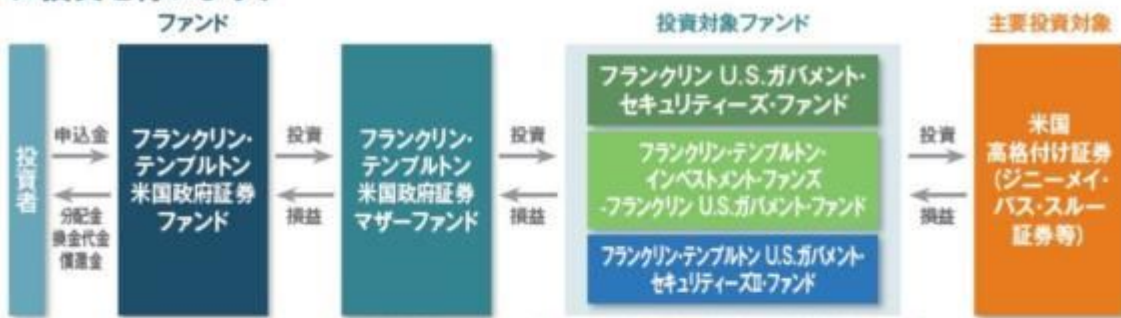 ファンド
投資対象ファンド
主要投資対象
投資者
申込金
分配金
換金代金
償還金
フランクリン・
テンプルトン
米国政府証券
ファンド
投資
損益
フランクリン・
テンプルトン
米国政府証券
マザーファンド
投資
損益
フランクリン U.S.ガバメント・
セキュリティーズ・ファンド
フランクリン・テンプルトン・
インベストメント・ファンズ
-フランクリン U.S.ガバメント・ファンド
フランクリン・テンプルトン U.S.ガバメント・
セキュリティーズII・ファンド
投資
損益
米国
高格付け証券
(ジニーメイ・
パス・スルー
証券等)